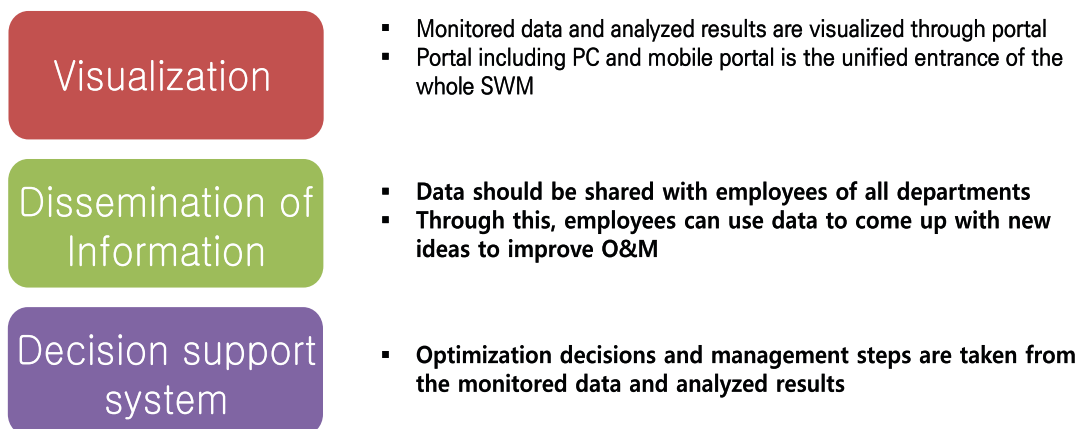 Visualization
▪ Monitored data and analyzed results are visualized through portal
▪ Portal including PC and mobile portal is the unified entrance of the
whole SWM
Dissemination of
Information
▪ Data should be shared with employees of all departments
▪ Through this, employees can use data to come up with new
ideas to improve O&M
Decision support
system
▪ Optimization decisions and management steps are taken from
the monitored data and analyzed results